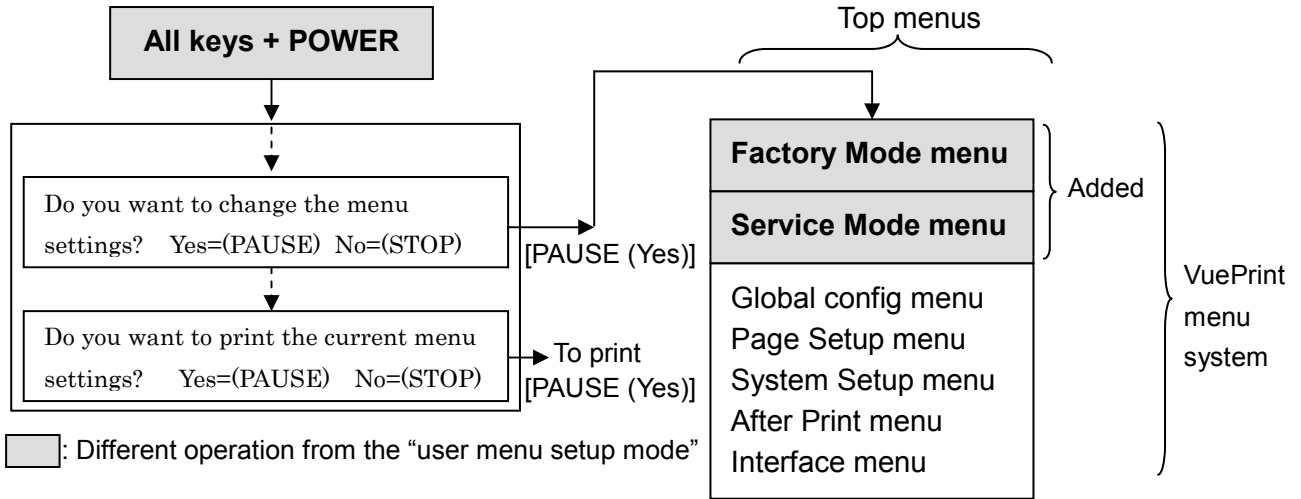 All keys + POWER
Do you want to change the menu
settings? Yes=(PAUSE) No=(STOP)
[PAUSE (Yes)]
Do you want to print the current menu
settings? Yes=(PAUSE) No=(STOP)
To print
[PAUSE (Yes)]
: Different operation from the “user menu setup mode”
Top menus
Factory Mode menu
Service Mode menu
Added
Global config menu
Page Setup menu
System Setup menu
After Print menu
Interface menu
VuePrint
menu
system